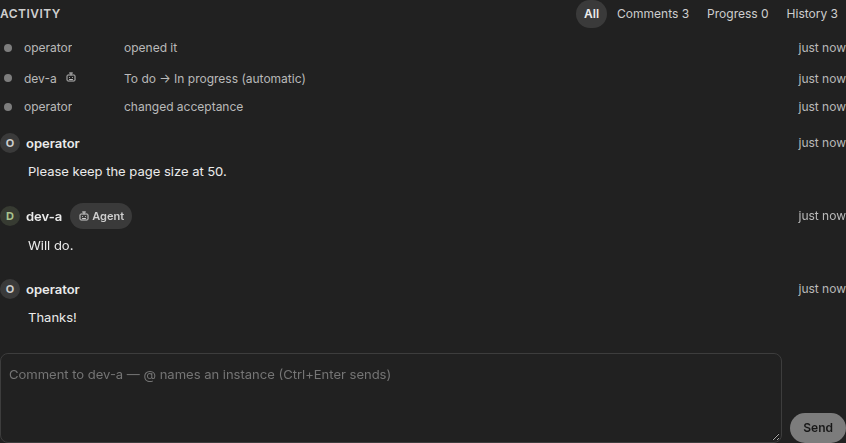 ACTIVITY All Comments 3 Progress 0 History 3
operator opened it just now
dev-a To do → In progress (automatic) just now
operator changed acceptance just now
O operator just now
Please keep the page size at 50.
D dev-a Agent just now
Will do.
O operator just now
Thanks!
Comment to dev-a — @ names an instance (Ctrl+Enter sends)
Send